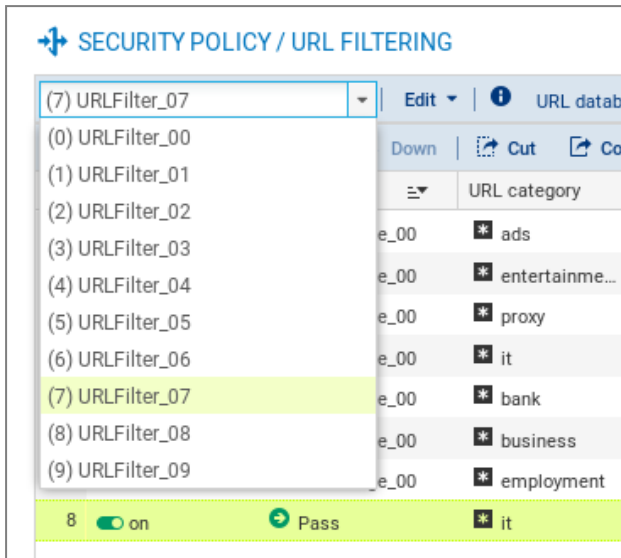 SECURITY POLICY / URL FILTERING
(7) URLFilter_07 Edit URL datab
(0) URLFilter_00 Down Cut Co
(1) URLFilter_01 URL category
(2) URLFilter_02 e_00 ads
(3) URLFilter_03 e_00 entertainme...
(4) URLFilter_04 e_00 proxy
(5) URLFilter_05 e_00 it
(6) URLFilter_06
(7) URLFilter_07 e_00 bank
(8) URLFilter_08 e_00 business
(9) URLFilter_09 e_00 employment
8 on Pass it